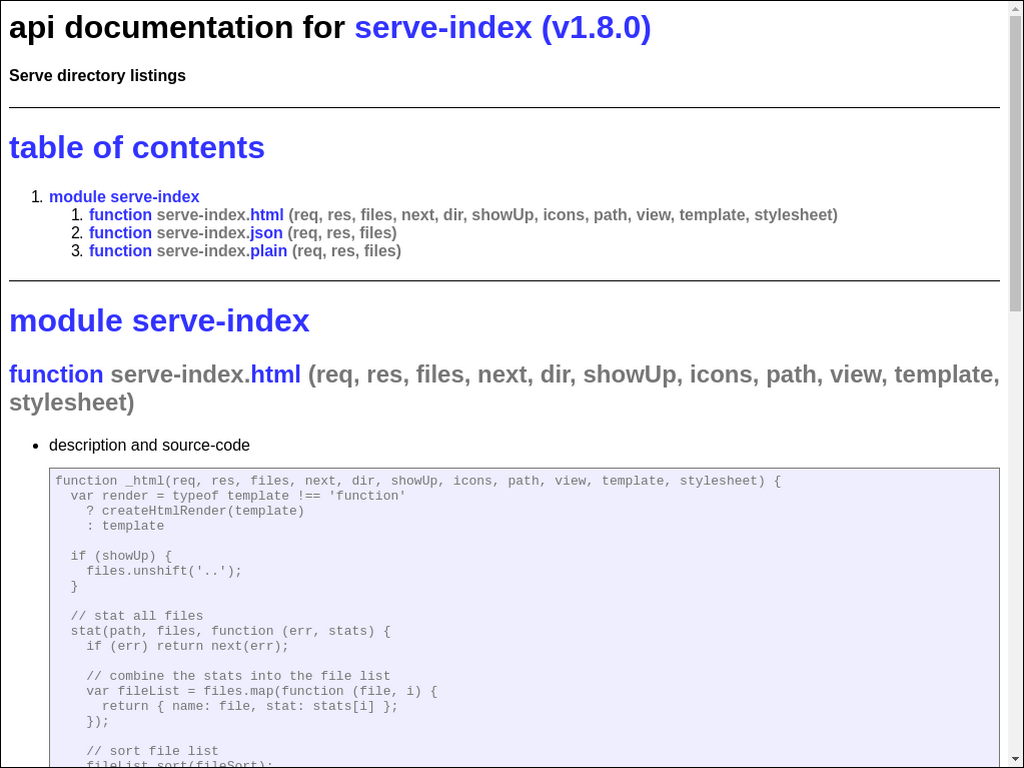 api documentation for serve-index (v1.8.0)
Serve directory listings
table of contents
1. module serve-index
1. function serve-index.html (req, res, files, next, dir, showUp, icons, path, view, template, stylesheet)
2. function serve-index.json (req, res, files)
3. function serve-index.plain (req, res, files)
module serve-index
function serve-index.html (req, res, files, next, dir, showUp, icons, path, view, template,
stylesheet)
• description and source-code
function _html(req, res, files, next, dir, showUp, icons, path, view, template, stylesheet) {
  var render = typeof template !== 'function'
    ? createHtmlRender(template)
    : template
  if (showUp) {
    files.unshift('..');
  }
  // stat all files
  stat(path, files, function (err, stats) {
    if (err) return next(err);
    // combine the stats into the file list
    var fileList = files.map(function (file, i) {
      return { name: file, stat: stats[i] };
    });
    // sort file list
    fileList.sort(fileSort);